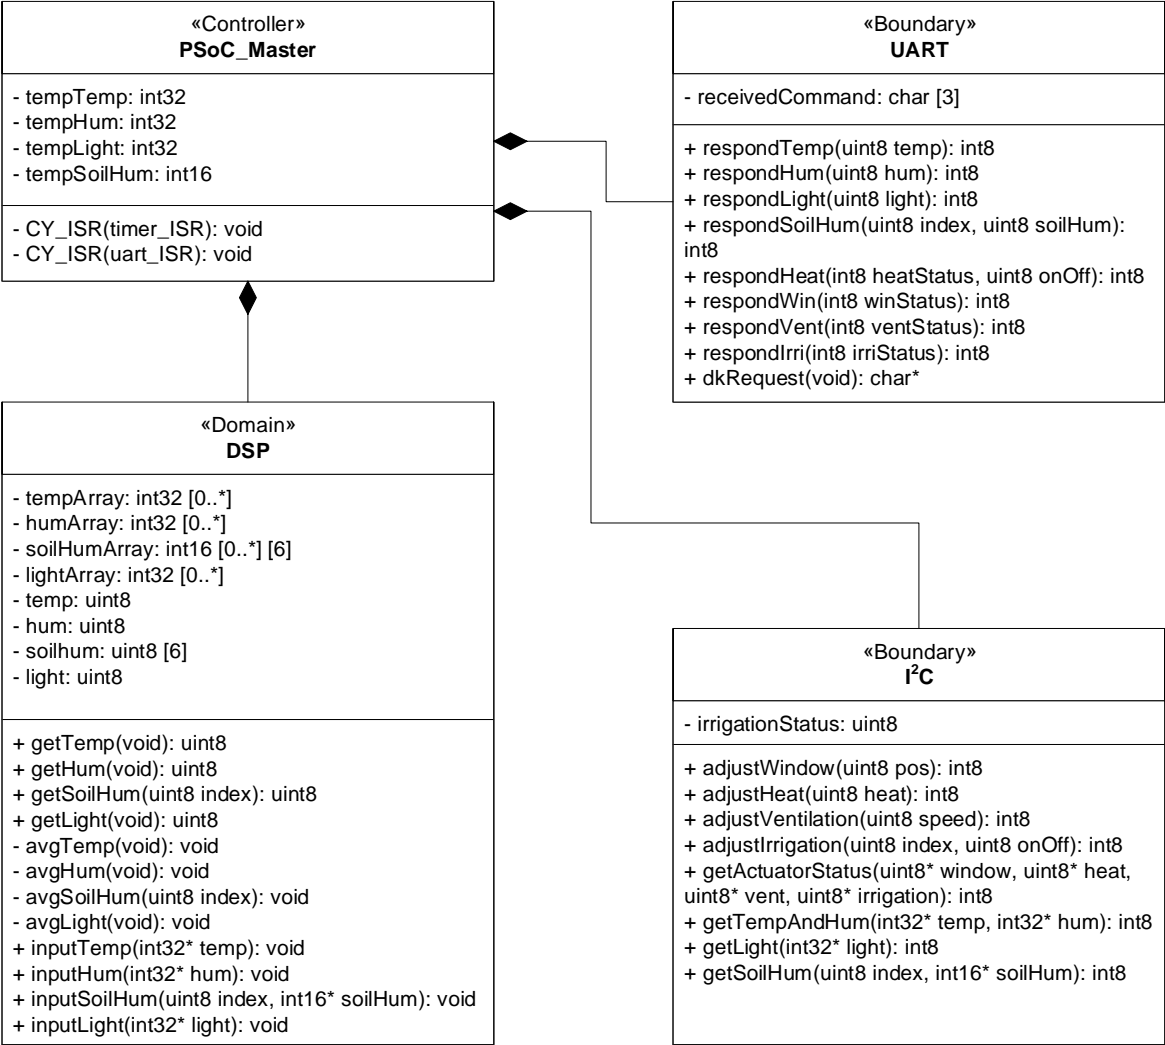 «Controller»
PSoC_Master
- tempTemp: int32
- tempHum: int32
- tempLight: int32
- tempSoilHum: int16
- CY_ISR(timer_ISR): void
- CY_ISR(uart_ISR): void
«Boundary»
UART
- receivedCommand: char [3]
+ respondTemp(uint8 temp): int8
+ respondHum(uint8 hum): int8
+ respondLight(uint8 light): int8
+ respondSoilHum(uint8 index, uint8 soilHum):
int8
+ respondHeat(int8 heatStatus, uint8 onOff): int8
+ respondWin(int8 winStatus): int8
+ respondVent(int8 ventStatus): int8
+ respondIrri(int8 irriStatus): int8
+ dkRequest(void): char*
«Domain»
DSP
- tempArray: int32 [0..*]
- humArray: int32 [0..*]
- soilHumArray: int16 [0..*] [6]
- lightArray: int32 [0..*]
- temp: uint8
- hum: uint8
- soilhum: uint8 [6]
- light: uint8
+ getTemp(void): uint8
+ getHum(void): uint8
+ getSoilHum(uint8 index): uint8
+ getLight(void): uint8
- avgTemp(void): void
- avgHum(void): void
- avgSoilHum(uint8 index): void
- avgLight(void): void
+ inputTemp(int32* temp): void
+ inputHum(int32* hum): void
+ inputSoilHum(uint8 index, int16* soilHum): void
+ inputLight(int32* light): void
«Boundary»
I²C
- irrigationStatus: uint8
+ adjustWindow(uint8 pos): int8
+ adjustHeat(uint8 heat): int8
+ adjustVentilation(uint8 speed): int8
+ adjustIrrigation(uint8 index, uint8 onOff): int8
+ getActuatorStatus(uint8* window, uint8* heat,
uint8* vent, uint8* irrigation): int8
+ getTempAndHum(int32* temp, int32* hum): int8
+ getLight(int32* light): int8
+ getSoilHum(uint8 index, int16* soilHum): int8